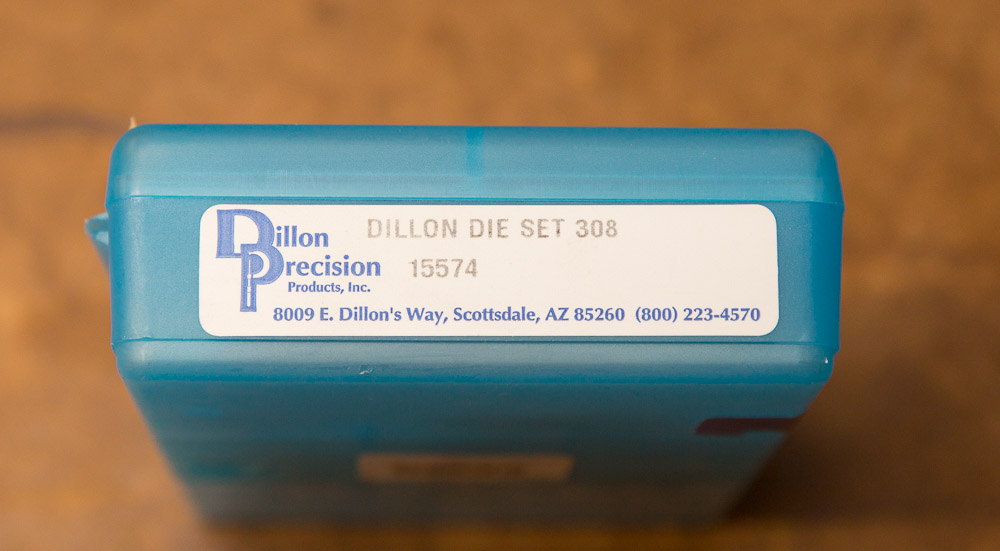 DILLON DIE SET 308
Dillon
Precision
15574
Products, Inc.
8009 E. Dillon's Way, Scottsdale, AZ 85260 (800) 223-4570